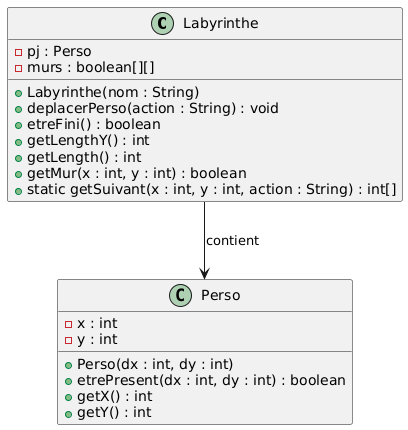 C Labyrinthe
pj : Perso
murs : boolean[][]
Labyrinthe(nom : String)
deplacerPerso(action : String) : void
etreFini() : boolean
getLengthY() : int
getLength() : int
getMur(x : int, y : int) : boolean
static getSuivant(x : int, y : int, action : String) : int[]
contient
C Perso
x : int
y : int
Perso(dx : int, dy : int)
etrePresent(dx : int, dy : int) : boolean
getX() : int
getY() : int